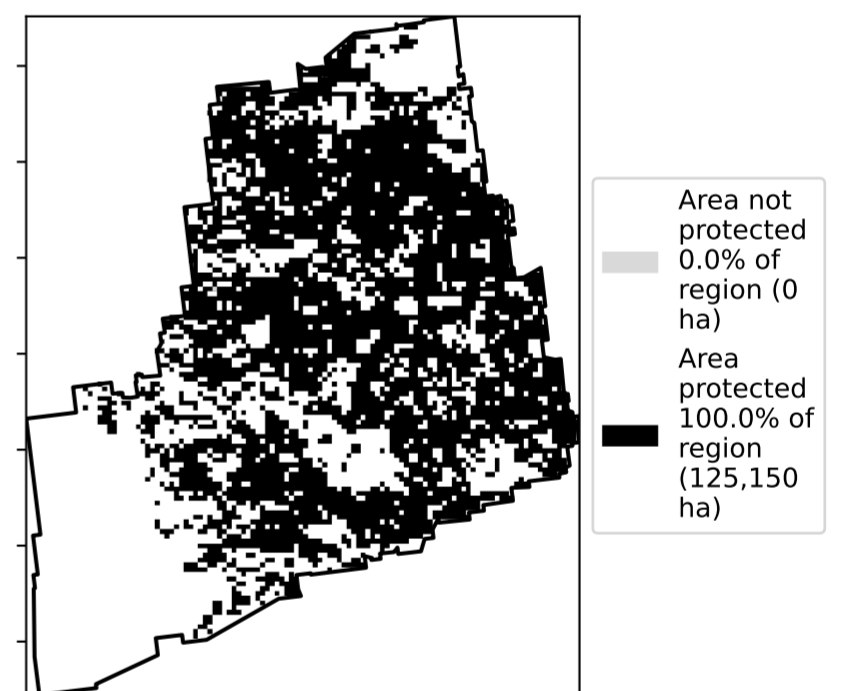 Area not
protected
0.0% of
region (0
ha)
Area
protected
100.0% of
region
(125,150
ha)